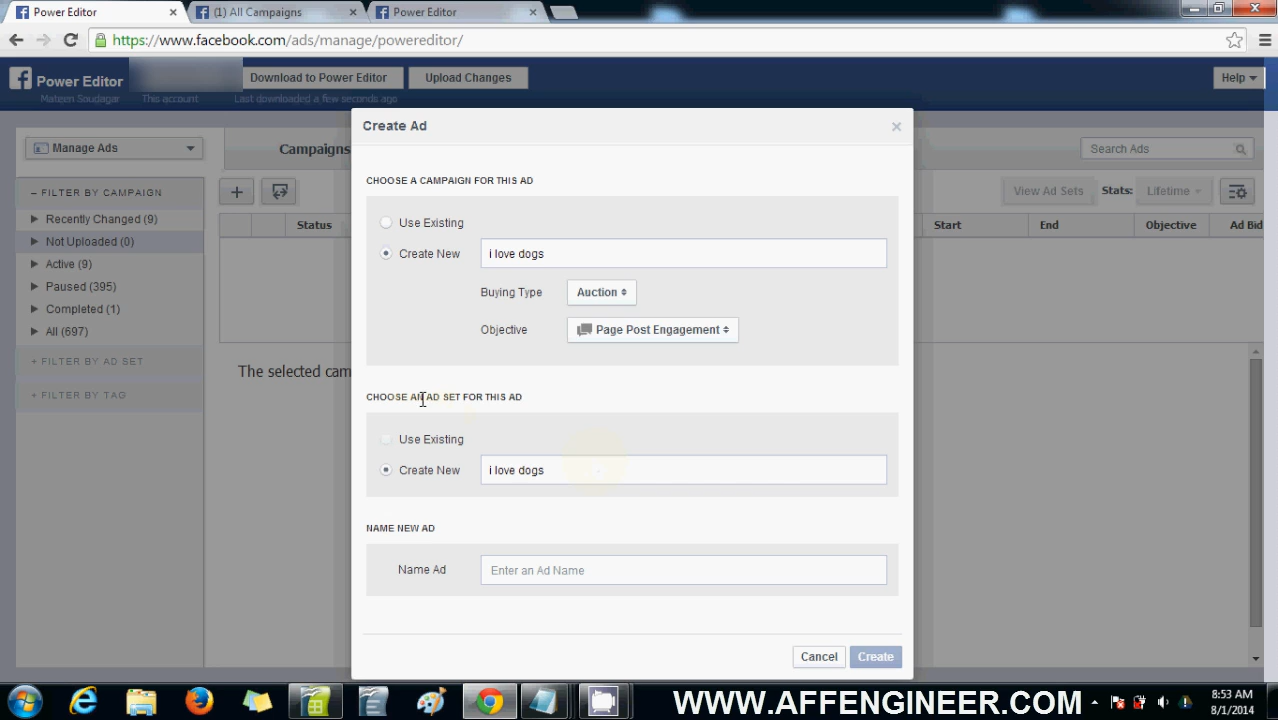 Power Editor
(1) All Campaigns
Power Editor
https://www.facebook.com/ads/manage/powereditor/
Power Editor
Download to Power Editor
Upload Changes
Help
Mateen Soudagar
This account
Last downloaded a few seconds ago
Manage Ads
Campaigns
Search Ads
View Ad Sets
Stats:
Lifetime
– FILTER BY CAMPAIGN
Recently Changed (9)
Not Uploaded (0)
Active (9)
Paused (395)
Completed (1)
All (697)
+ FILTER BY AD SET
+ FILTER BY TAG
Status
Start
End
Objective
Ad Bid
The selected cam
Create Ad
CHOOSE A CAMPAIGN FOR THIS AD
Use Existing
Create New
i love dogs
Buying Type
Auction
Objective
Page Post Engagement
CHOOSE AN AD SET FOR THIS AD
Use Existing
Create New
i love dogs
NAME NEW AD
Name Ad
Enter an Ad Name
Cancel
Create
WWW.AFFENGINEER.COM
8:53 AM
8/1/2014